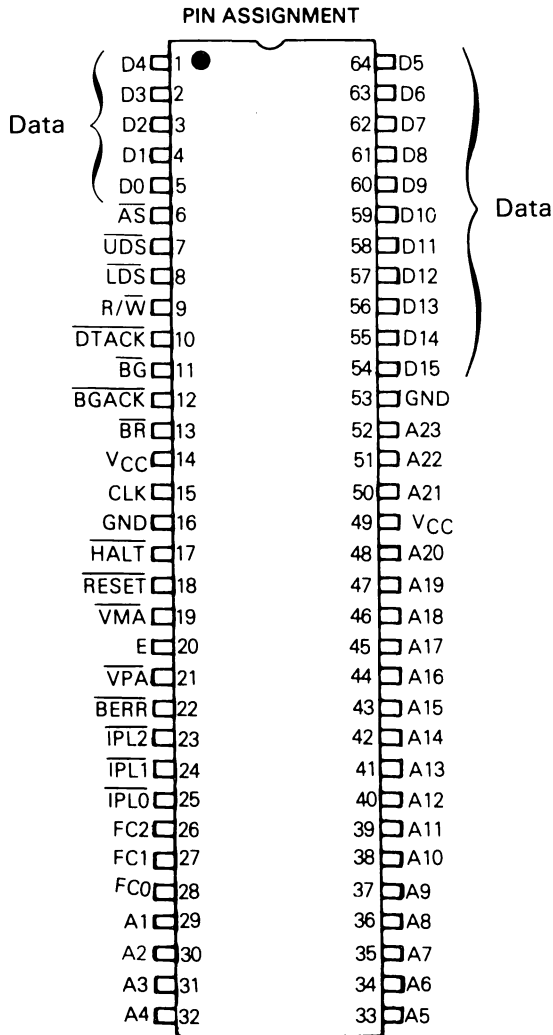 PIN ASSIGNMENT
D4 1 64 D5
D3 2 63 D6
D2 3 62 D7
D1 4 61 D8
D0 5 60 D9
AS 6 59 D10
UDS 7 58 D11
LDS 8 57 D12
R/W 9 56 D13
DTACK 10 55 D14
BG 11 54 D15
BGACK 12 53 GND
BR 13 52 A23
VCC 14 51 A22
CLK 15 50 A21
GND 16 49 VCC
HALT 17 48 A20
RESET 18 47 A19
VMA 19 46 A18
E 20 45 A17
VPA 21 44 A16
BERR 22 43 A15
IPL2 23 42 A14
IPL1 24 41 A13
IPL0 25 40 A12
FC2 26 39 A11
FC1 27 38 A10
FC0 28 37 A9
A1 29 36 A8
A2 30 35 A7
A3 31 34 A6
A4 32 33 A5
Data
Data